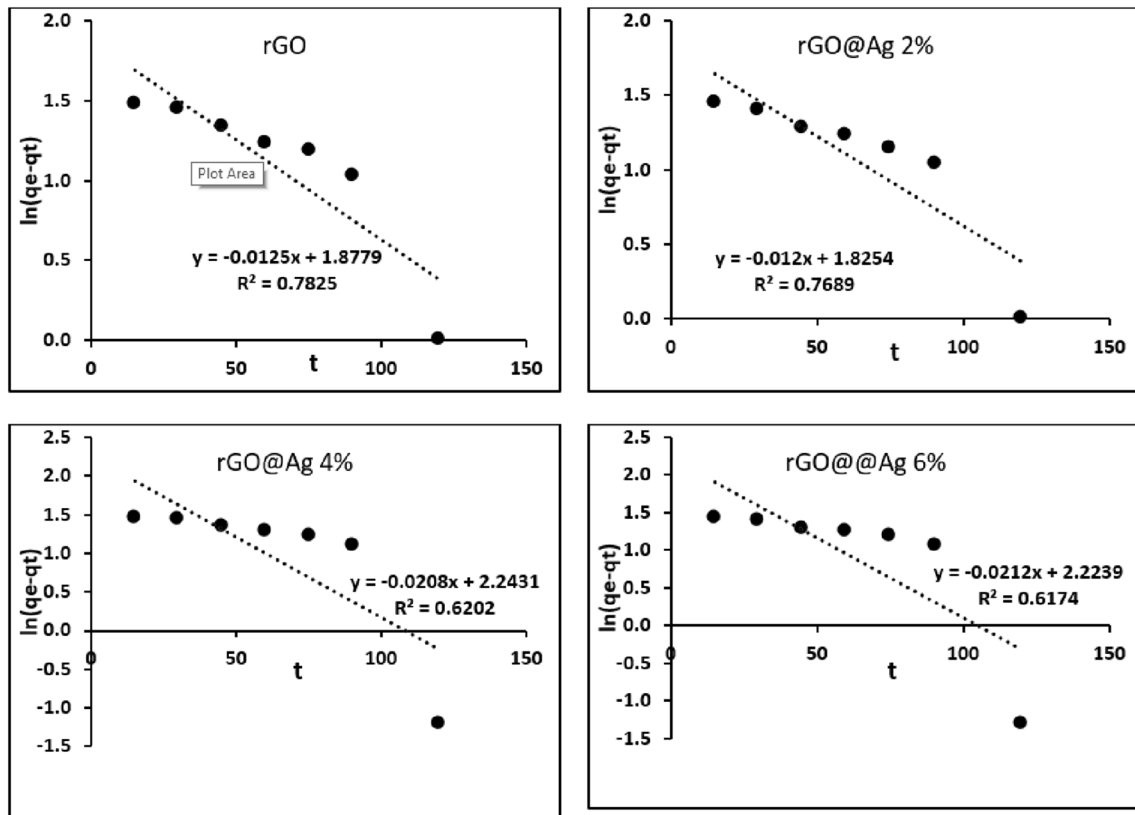 rGO
2.0
1.5
1.0
0.5
0.0
ln(qe-qt)
Plot Area
y = -0.0125x + 1.8779
R² = 0.7825
0
50
100
150
t
rGO@Ag 2%
2.0
1.5
1.0
0.5
0.0
ln(qe-qt)
y = -0.012x + 1.8254
R² = 0.7689
0
50
100
150
t
rGO@Ag 4%
2.5
2.0
1.5
1.0
0.5
0.0
-0.5
-1.0
-1.5
ln(qe-qt)
y = -0.0208x + 2.2431
R² = 0.6202
0
50
100
150
t
rGO@@Ag 6%
2.5
2.0
1.5
1.0
0.5
0.0
-0.5
-1.0
-1.5
ln(qe-qt)
y = -0.0212x + 2.2239
R² = 0.6174
0
50
100
150
t